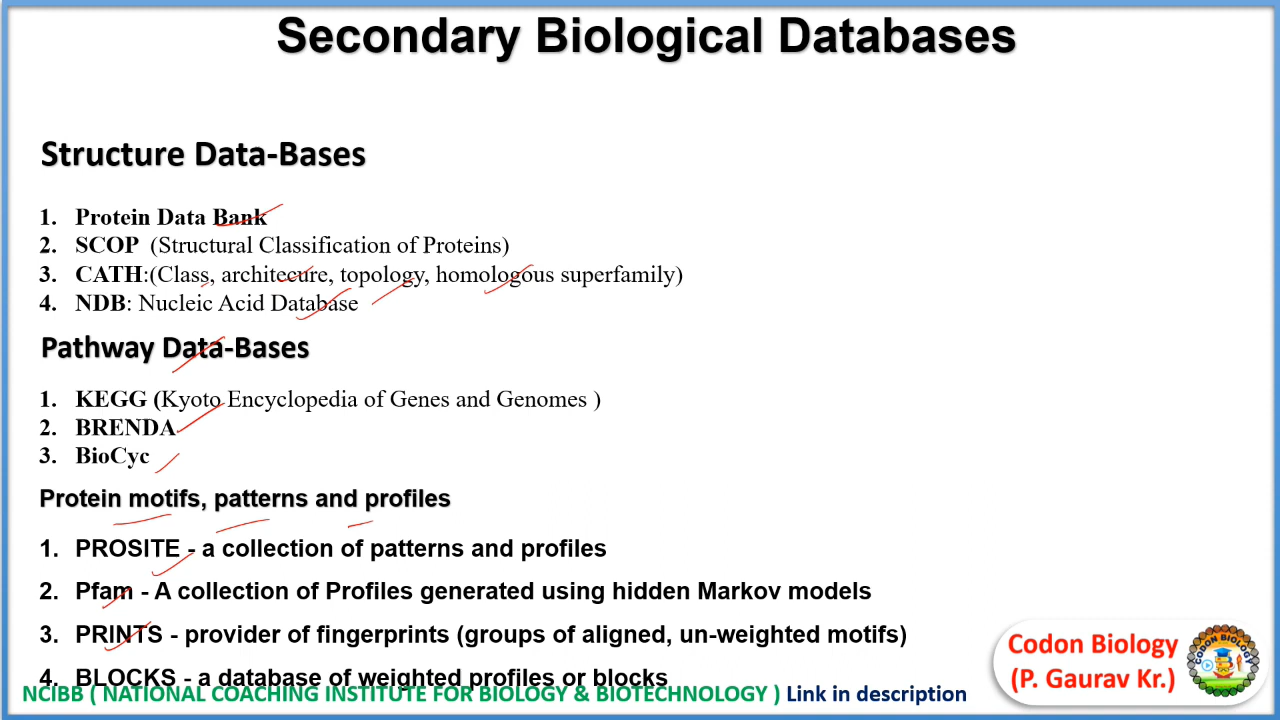 Secondary Biological Databases
Structure Data-Bases
1. Protein Data Bank
2. SCOP (Structural Classification of Proteins)
3. CATH:(Class, architecure, topology, homologous superfamily)
4. NDB: Nucleic Acid Database
Pathway Data-Bases
1. KEGG (Kyoto Encyclopedia of Genes and Genomes )
2. BRENDA
3. BioCyc
Protein motifs, patterns and profiles
1. PROSITE - a collection of patterns and profiles
2. Pfam - A collection of Profiles generated using hidden Markov models
3. PRINTS - provider of fingerprints (groups of aligned, un-weighted motifs)
4. BLOCKS - a database of weighted profiles or blocks
NCIBB ( NATIONAL COACHING INSTITUTE FOR BIOLOGY & BIOTECHNOLOGY ) Link in description
Codon Biology
(P. Gaurav Kr.)
CODON BIOLOGY